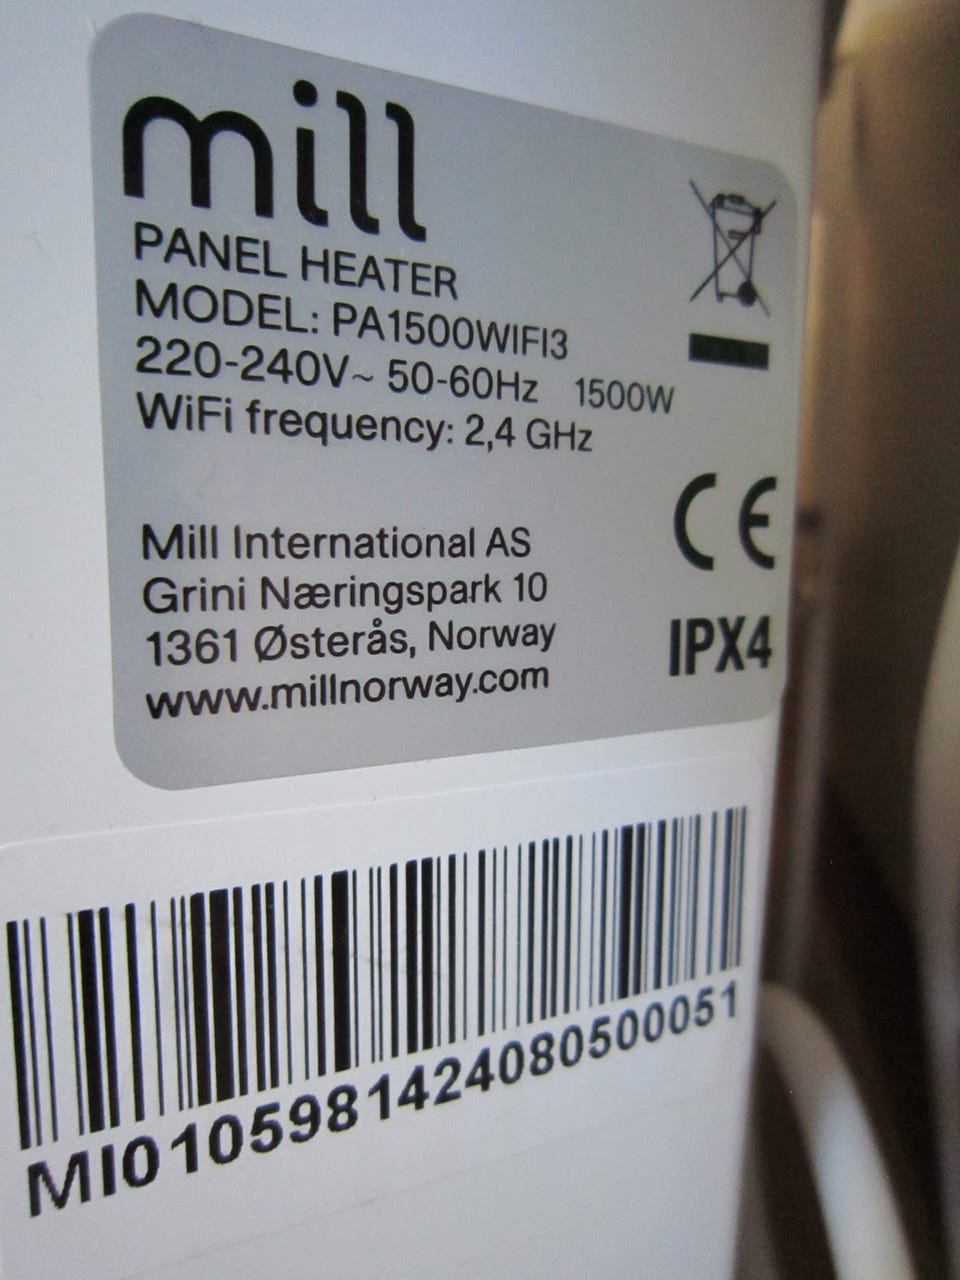 mill
PANEL HEATER
MODEL: PA1500WIFI3
220-240V~ 50-60Hz 1500W
WiFi frequency: 2,4 GHz
CE
Mill International AS
Grini Næringspark 10
1361 Østerås, Norway
www.millnorway.com
IPX4
MI0105981424080500051